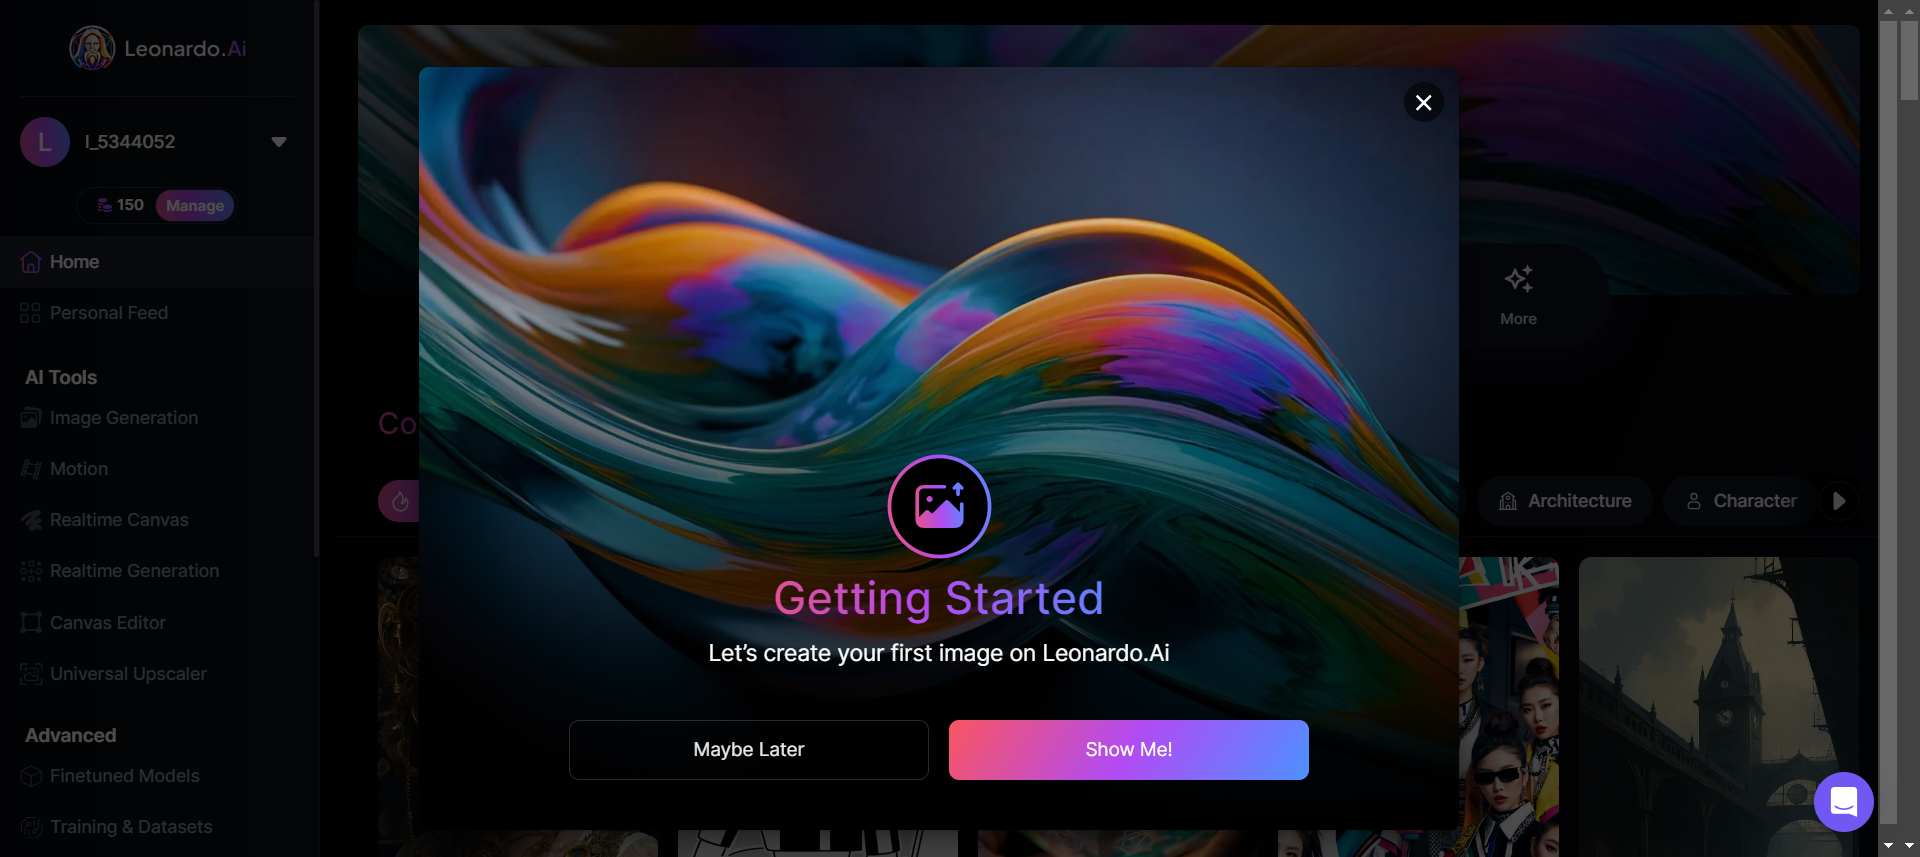 Leonardo.Ai
L
l_5344052
150
Manage
Home
Personal Feed
AI Tools
Image Generation
Motion
Realtime Canvas
Realtime Generation
Canvas Editor
Universal Upscaler
Advanced
Finetuned Models
Training & Datasets
More
Co
Architecture
Character
Getting Started
Let’s create your first image on Leonardo.Ai
Maybe Later
Show Me!